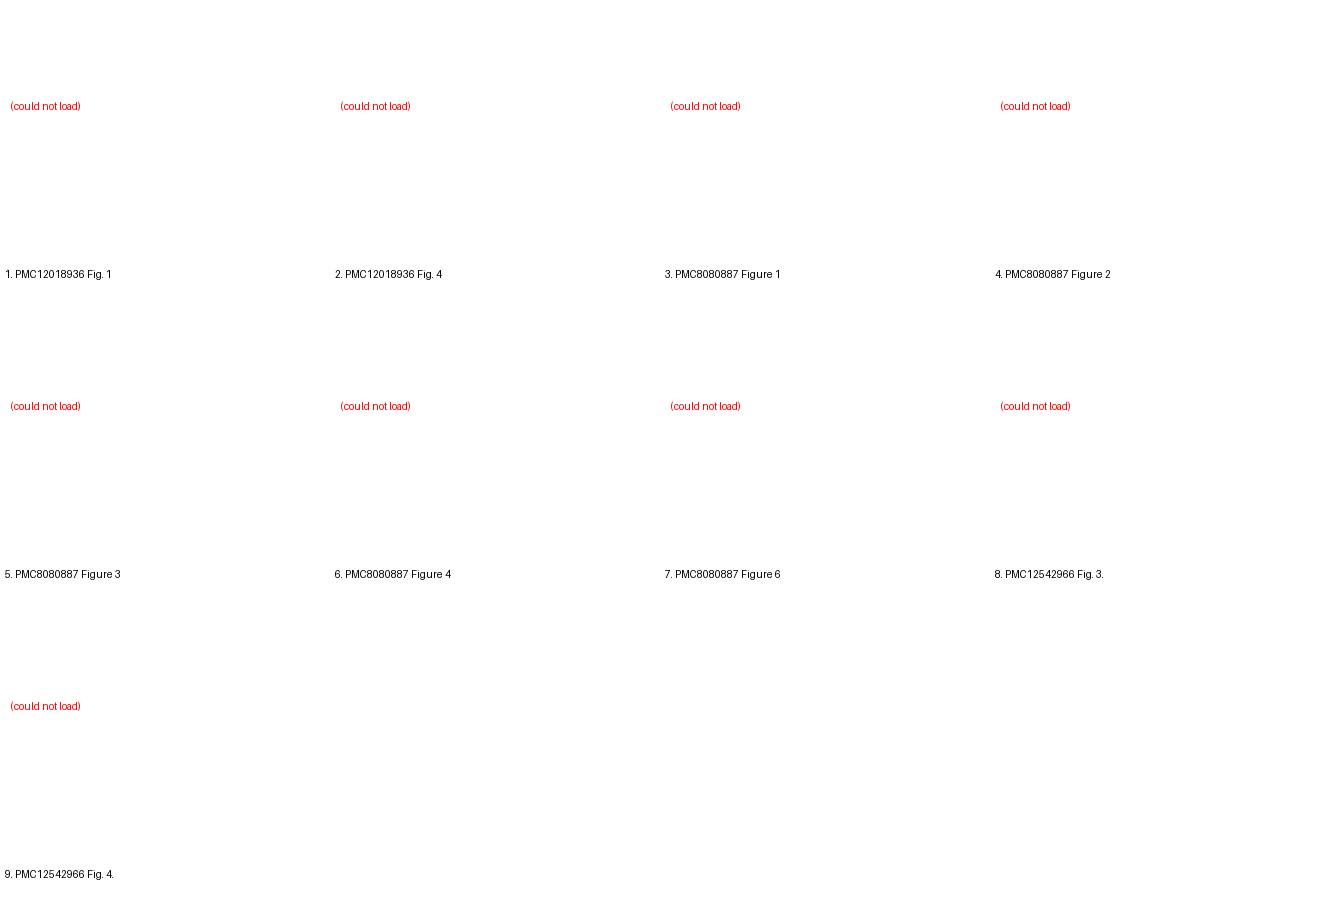 (could not load) (could not load) (could not load) (could not load)
1. PMC12018936 Fig. 1 2. PMC12018936 Fig. 4 3. PMC8080887 Figure 1 4. PMC8080887 Figure 2
(could not load) (could not load) (could not load) (could not load)
5. PMC8080887 Figure 3 6. PMC8080887 Figure 4 7. PMC8080887 Figure 6 8. PMC12542966 Fig. 3.
(could not load)
9. PMC12542966 Fig. 4.